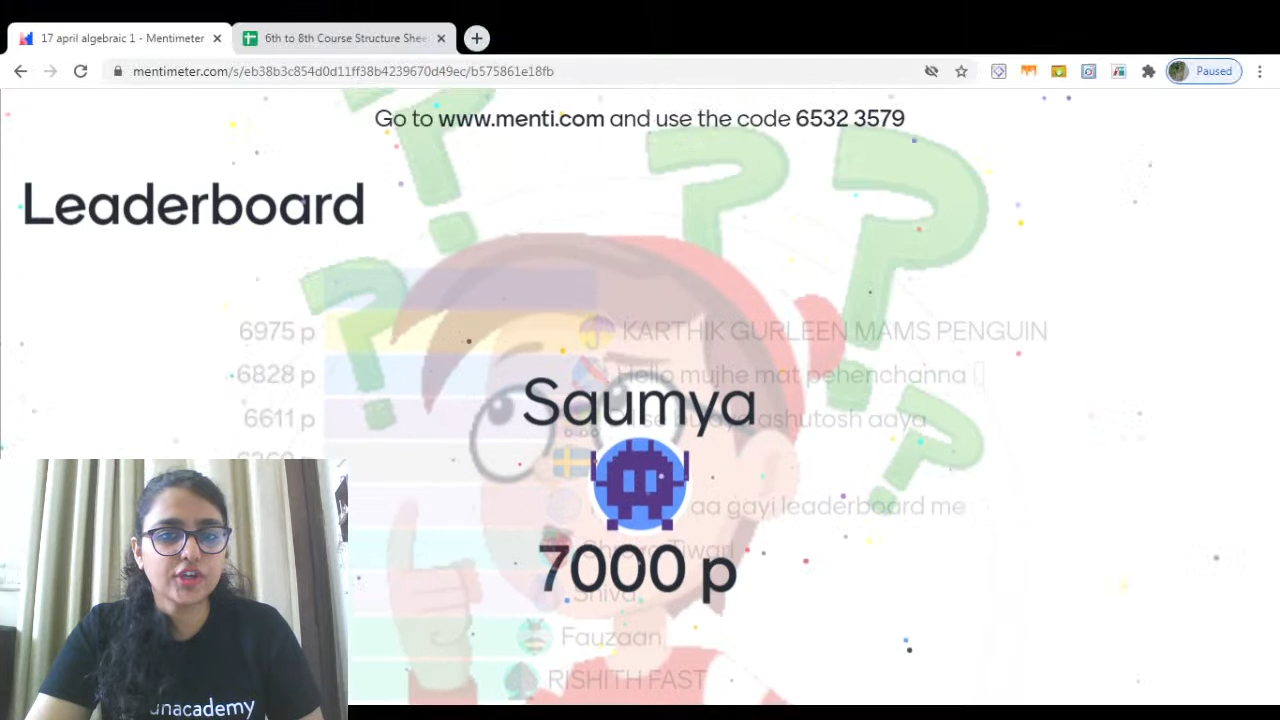 17 april algebraic 1 - Mentimeter
6th to 8th Course Structure Shee
mentimeter.com/s/eb38b3c854d0d11ff38b4239670d49ec/b575861e18fb
Paused
Go to www.menti.com and use the code 6532 3579
Leaderboard
6975 p KARTHIK GURLEEN MAMS PENGUIN
6828 p Hello mujhe mat pehenchanna
Saumya
6611 p ashutosh aaya
aa gayi leaderboard me
Tiwari
7000 p
Shiva
Fauzaan
RISHITH FAST
unacademy